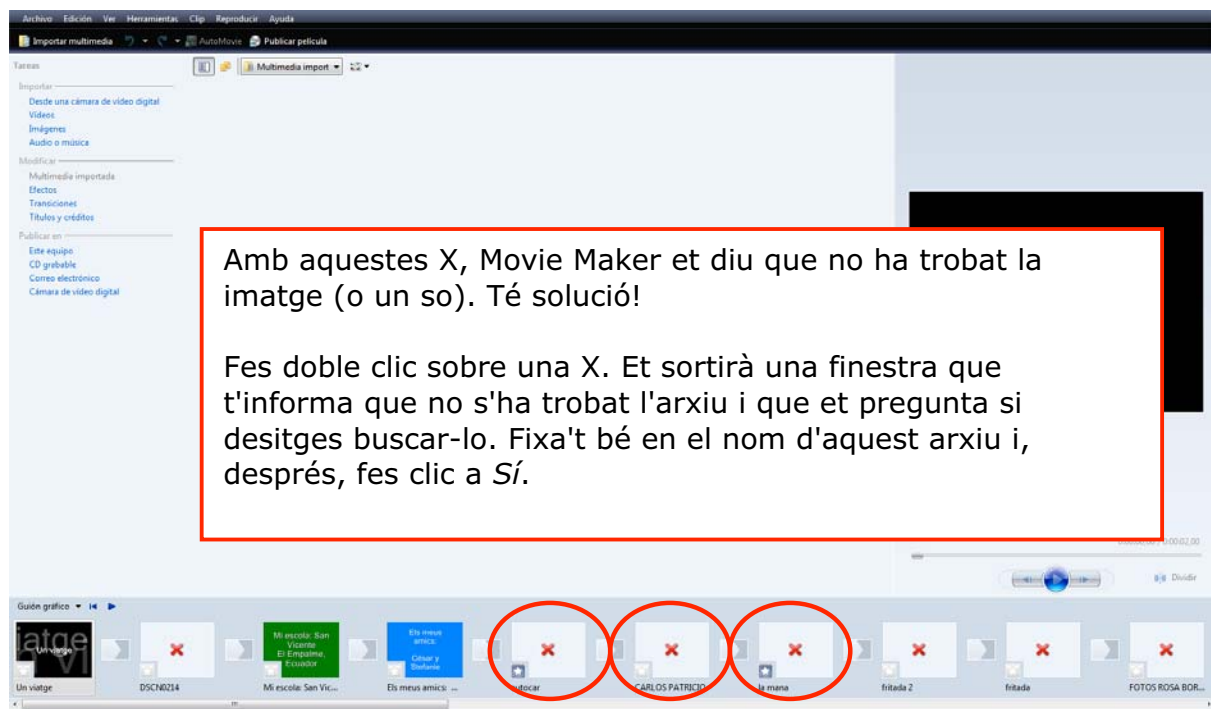 Archivo Edición Ver Herramientas Clip Reproducir Ayuda
Importar multimedia AutoMovie Publicar película
Tareas
Multimedia import
Importar
Desde una cámara de vídeo digital
Vídeos
Imágenes
Audio o música
Modificar
Multimedia importada
Efectos
Transiciones
Títulos y créditos
Publicar en
Este equipo
CD grabable
Correo electrónico
Cámara de vídeo digital
Amb aquestes X, Movie Maker et diu que no ha trobat la
imatge (o un so). Té solució!
Fes doble clic sobre una X. Et sortirà una finestra que
t'informa que no s'ha trobat l'arxiu i que et pregunta si
desitges buscar-lo. Fixa't bé en el nom d'aquest arxiu i,
després, fes clic a Sí.
Dividir
Guión gráfico
Un viatge
Mi escola: San
Vicente
El Empalme,
Ecuador
Els meus
amics:
César y
Stefanie
Un viatge
DSCN0214
Mi escola: San Vic...
Els meus amics: ...
autocar
CARLOS PATRICIO
la mana
fritada 2
fritada
FOTOS ROSA BOR...